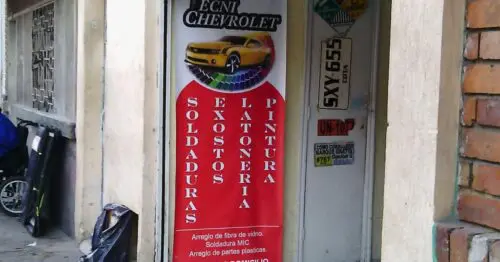 ECNI
CHEVROLET
SOLDADURAS
EXOSTOS
LATONERIA
PINTURA
Arreglo de fibra de vidrio.
Soldadura MIC
Arreglo de partes plasticas.
SXY 655